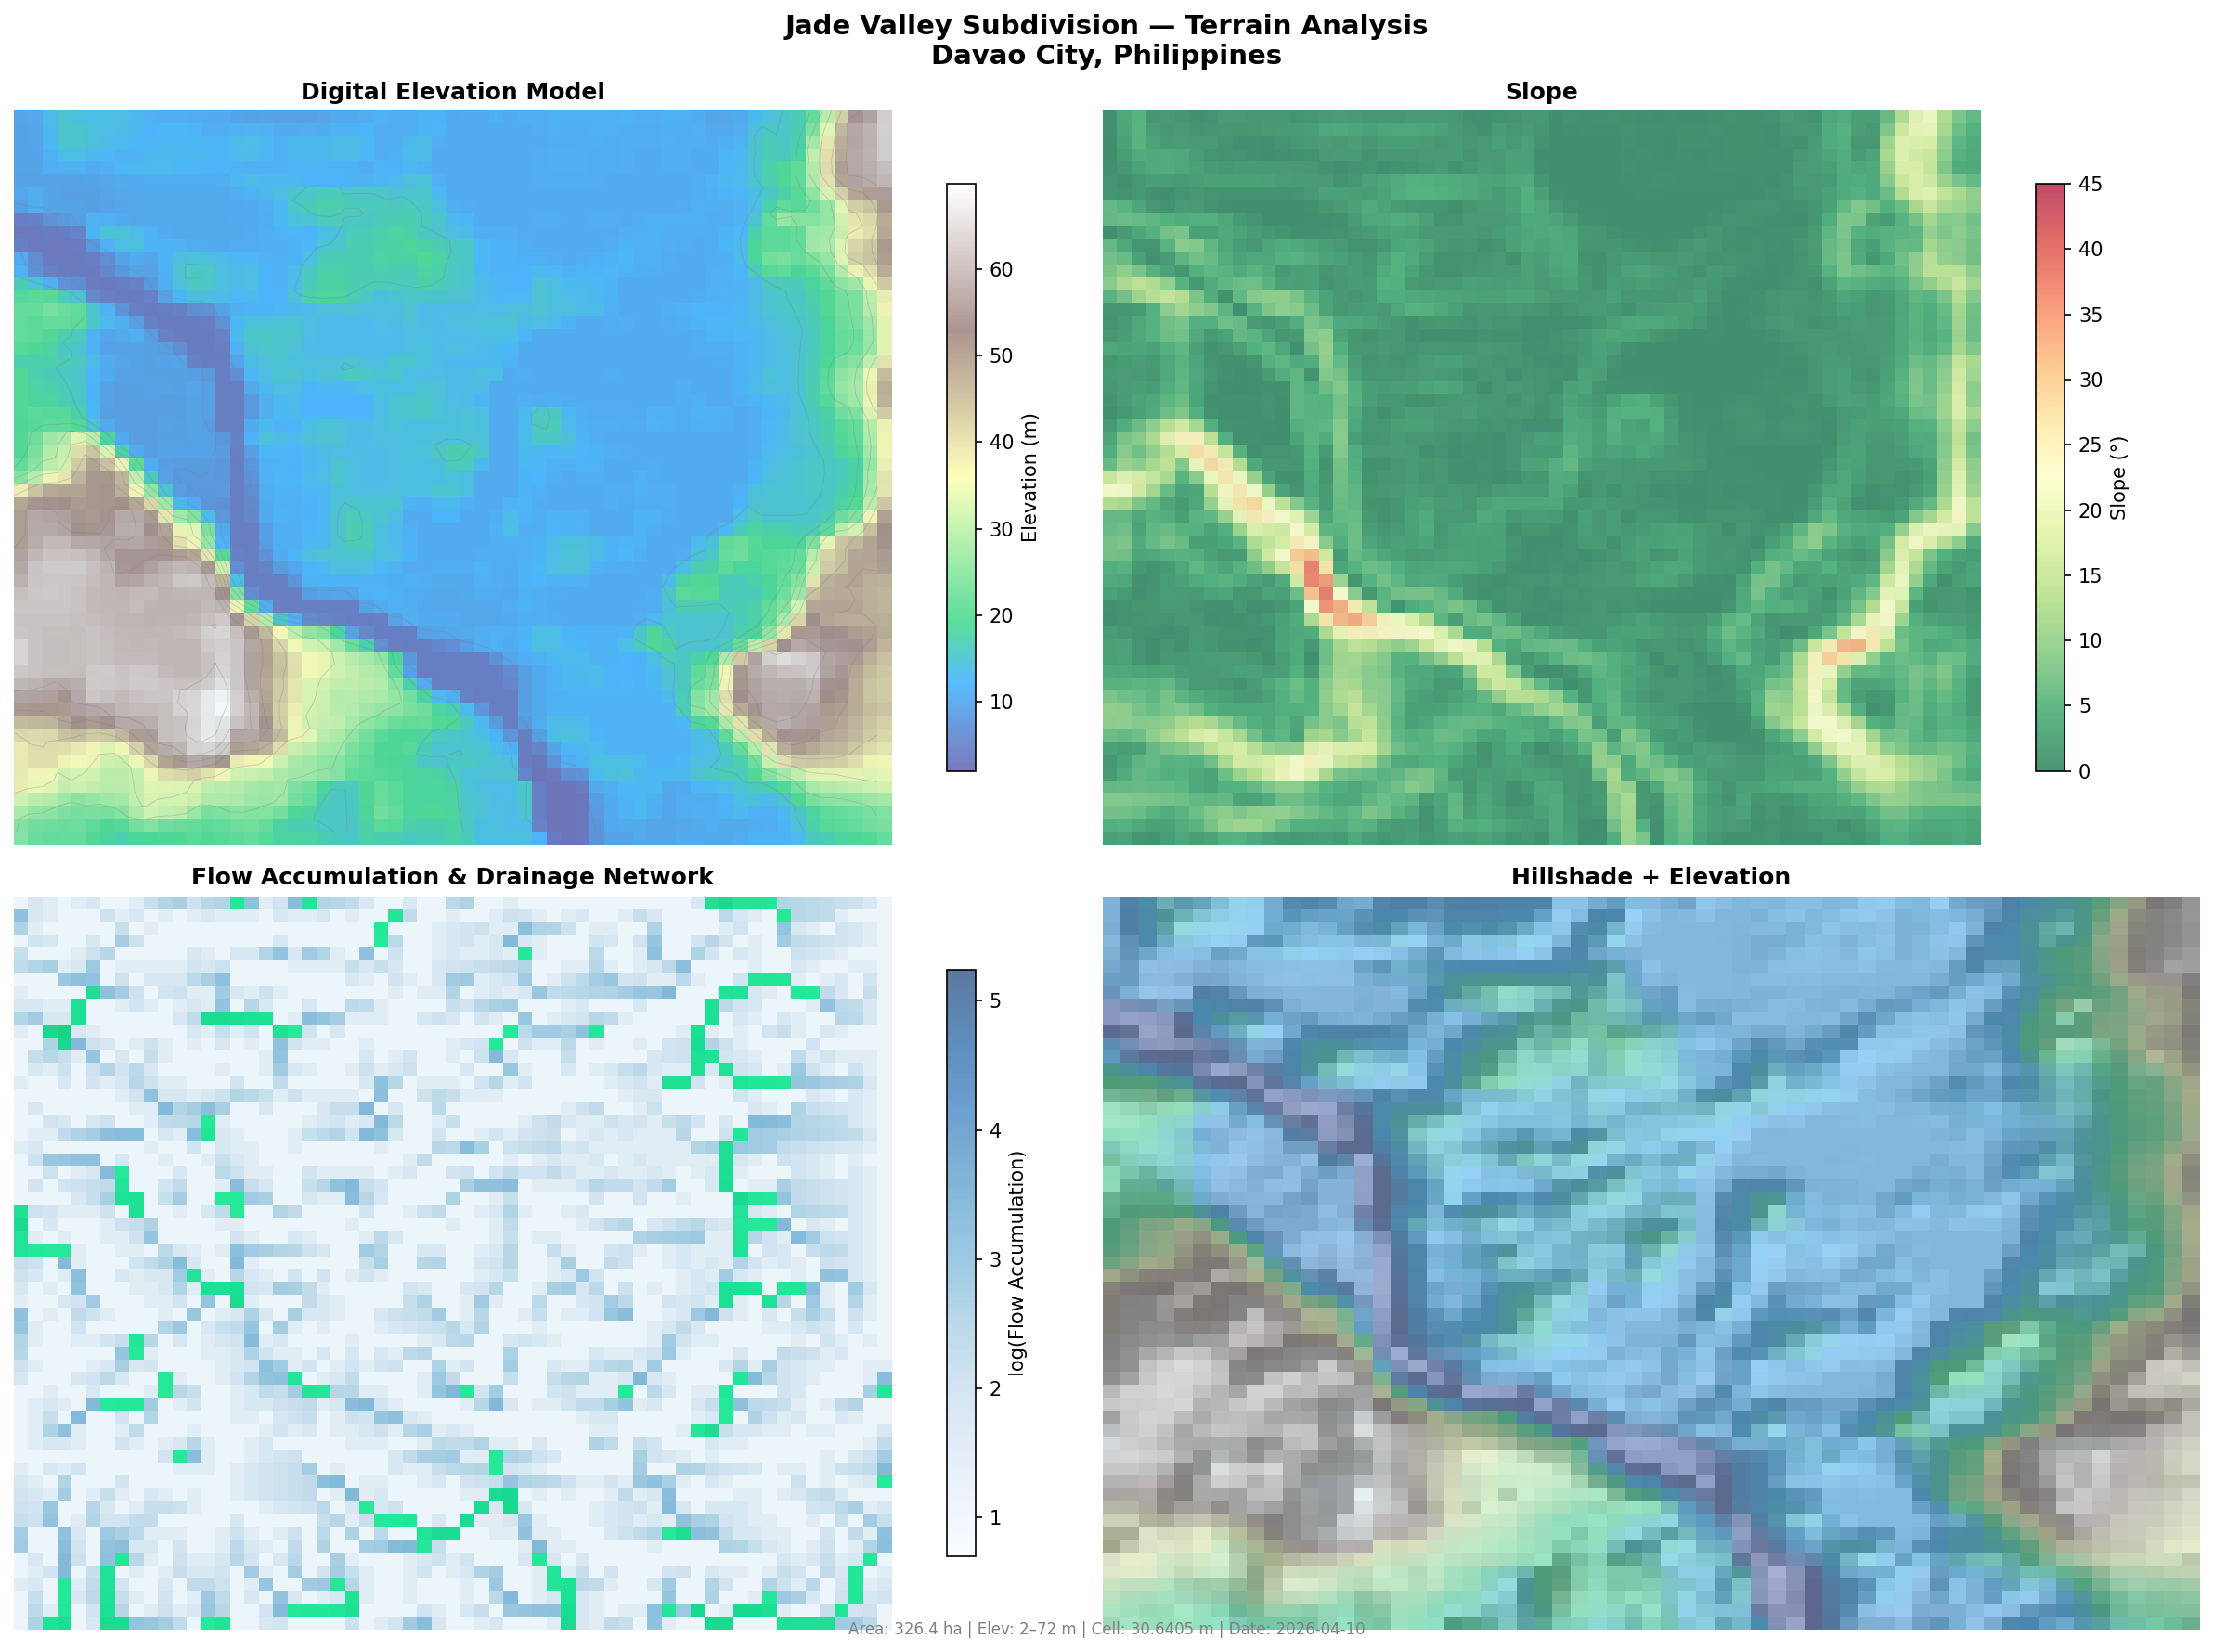 Jade Valley Subdivision — Terrain Analysis
Davao City, Philippines
Digital Elevation Model
Slope
60
50
40
30
20
10
Elevation (m)
45
40
35
30
25
20
15
10
5
0
Slope (°)
Flow Accumulation & Drainage Network
Hillshade + Elevation
5
4
3
2
1
log(Flow Accumulation)
Area: 326.4 ha | Elev: 2–72 m | Cell: 30.6405 m | Date: 2026-04-10